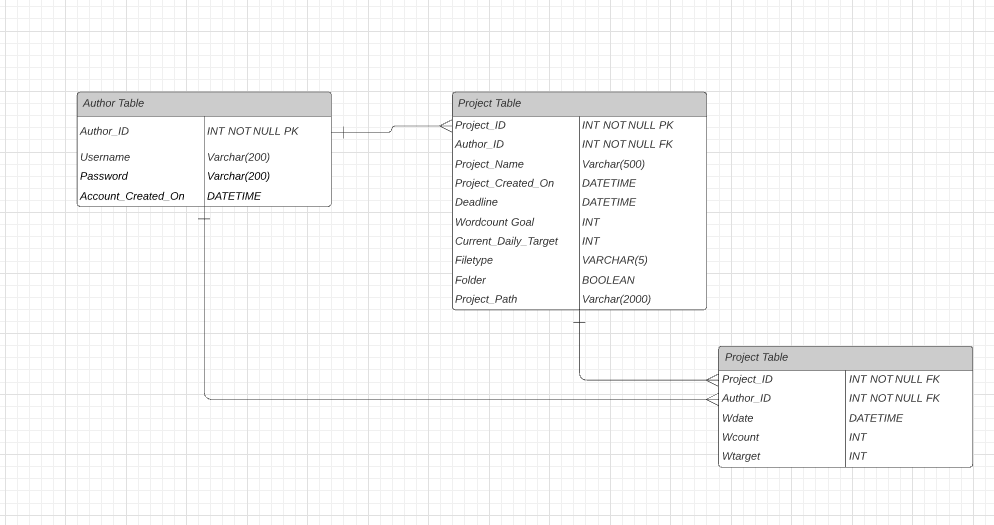 Author Table
Author_ID INT NOT NULL PK
Username Varchar(200)
Password Varchar(200)
Account_Created_On DATETIME
Project Table
Project_ID INT NOT NULL PK
Author_ID INT NOT NULL FK
Project_Name Varchar(500)
Project_Created_On DATETIME
Deadline DATETIME
Wordcount Goal INT
Current_Daily_Target INT
Filetype VARCHAR(5)
Folder BOOLEAN
Project_Path Varchar(2000)
Project Table
Project_ID INT NOT NULL FK
Author_ID INT NOT NULL FK
Wdate DATETIME
Wcount INT
Wtarget INT